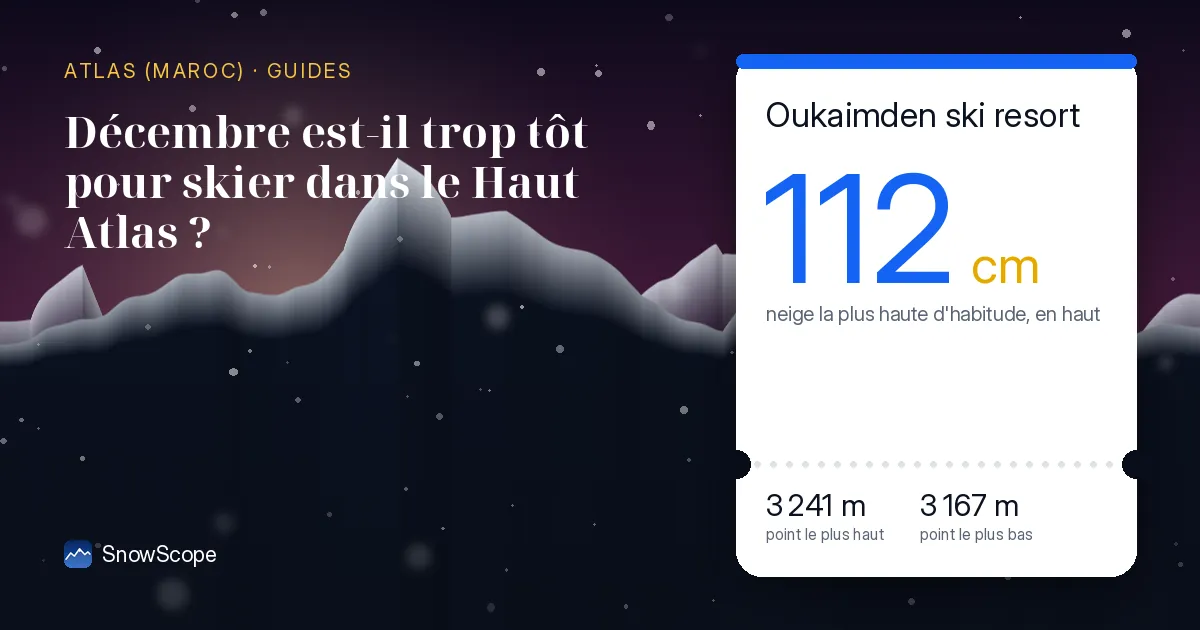 ATLAS (MAROC) · GUIDES
Décembre est-il trop tôt
pour skier dans le Haut
Atlas ?
SnowScope
Oukaimden ski resort
112 cm
neige la plus haute d'habitude, en haut
3 241 m
point le plus haut
3 167 m
point le plus bas